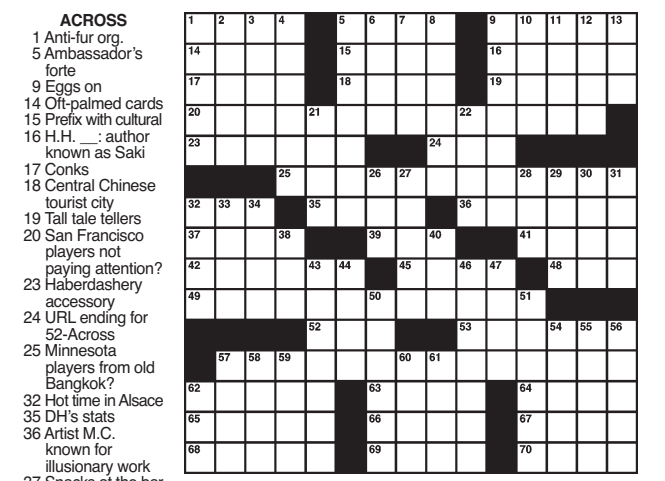 ACROSS
1 Anti-fur org.
5 Ambassador's
forte
9 Eggs on
14 Oft-palmed cards
15 Prefix with cultural
16 H.H. __: author
known as Saki
17 Conks
18 Central Chinese
tourist city
19 Tall tale tellers
20 San Francisco
players not
paying attention?
23 Haberdashery
accessory
24 URL ending for
52-Across
25 Minnesota
players from old
Bangkok?
32 Hot time in Alsace
35 DH's stats
36 Artist M.C.
known for
illusionary work
37 Snacks at the bar
1 2 3 4 5 6 7 8 9 10 11 12 13
14 15 16
17 18 19
20 21 22
23 24
25 26 27 28 29 30 31
32 33 34 35 36
37 38 39 40 41
42 43 44 45 46 47 48
49 50 51
52 53 54 55 56
57 58 59 60 61
62 63 64
65 66 67
68 69 70